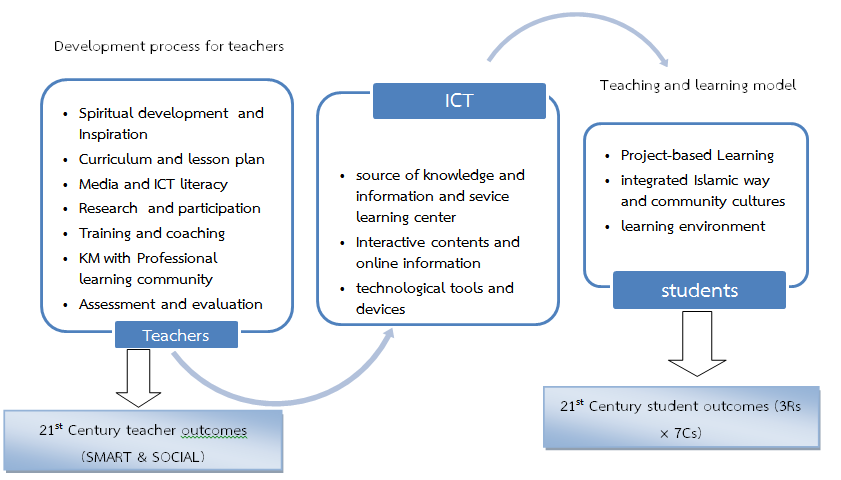 Development process for teachers
• Spiritual development and
Inspiration
• Curriculum and lesson plan
• Media and ICT literacy
• Research and participation
• Training and coaching
• KM with Professional
learning community
• Assessment and evaluation
Teachers
21st Century teacher outcomes
(SMART & SOCIAL)
ICT
• source of knowledge and
information and sevice
learning center
• Interactive contents and
online information
• technological tools and
devices
Teaching and learning model
• Project-based Learning
• integrated Islamic way
and community cultures
• learning environment
students
21st Century student outcomes (3Rs
× 7Cs)